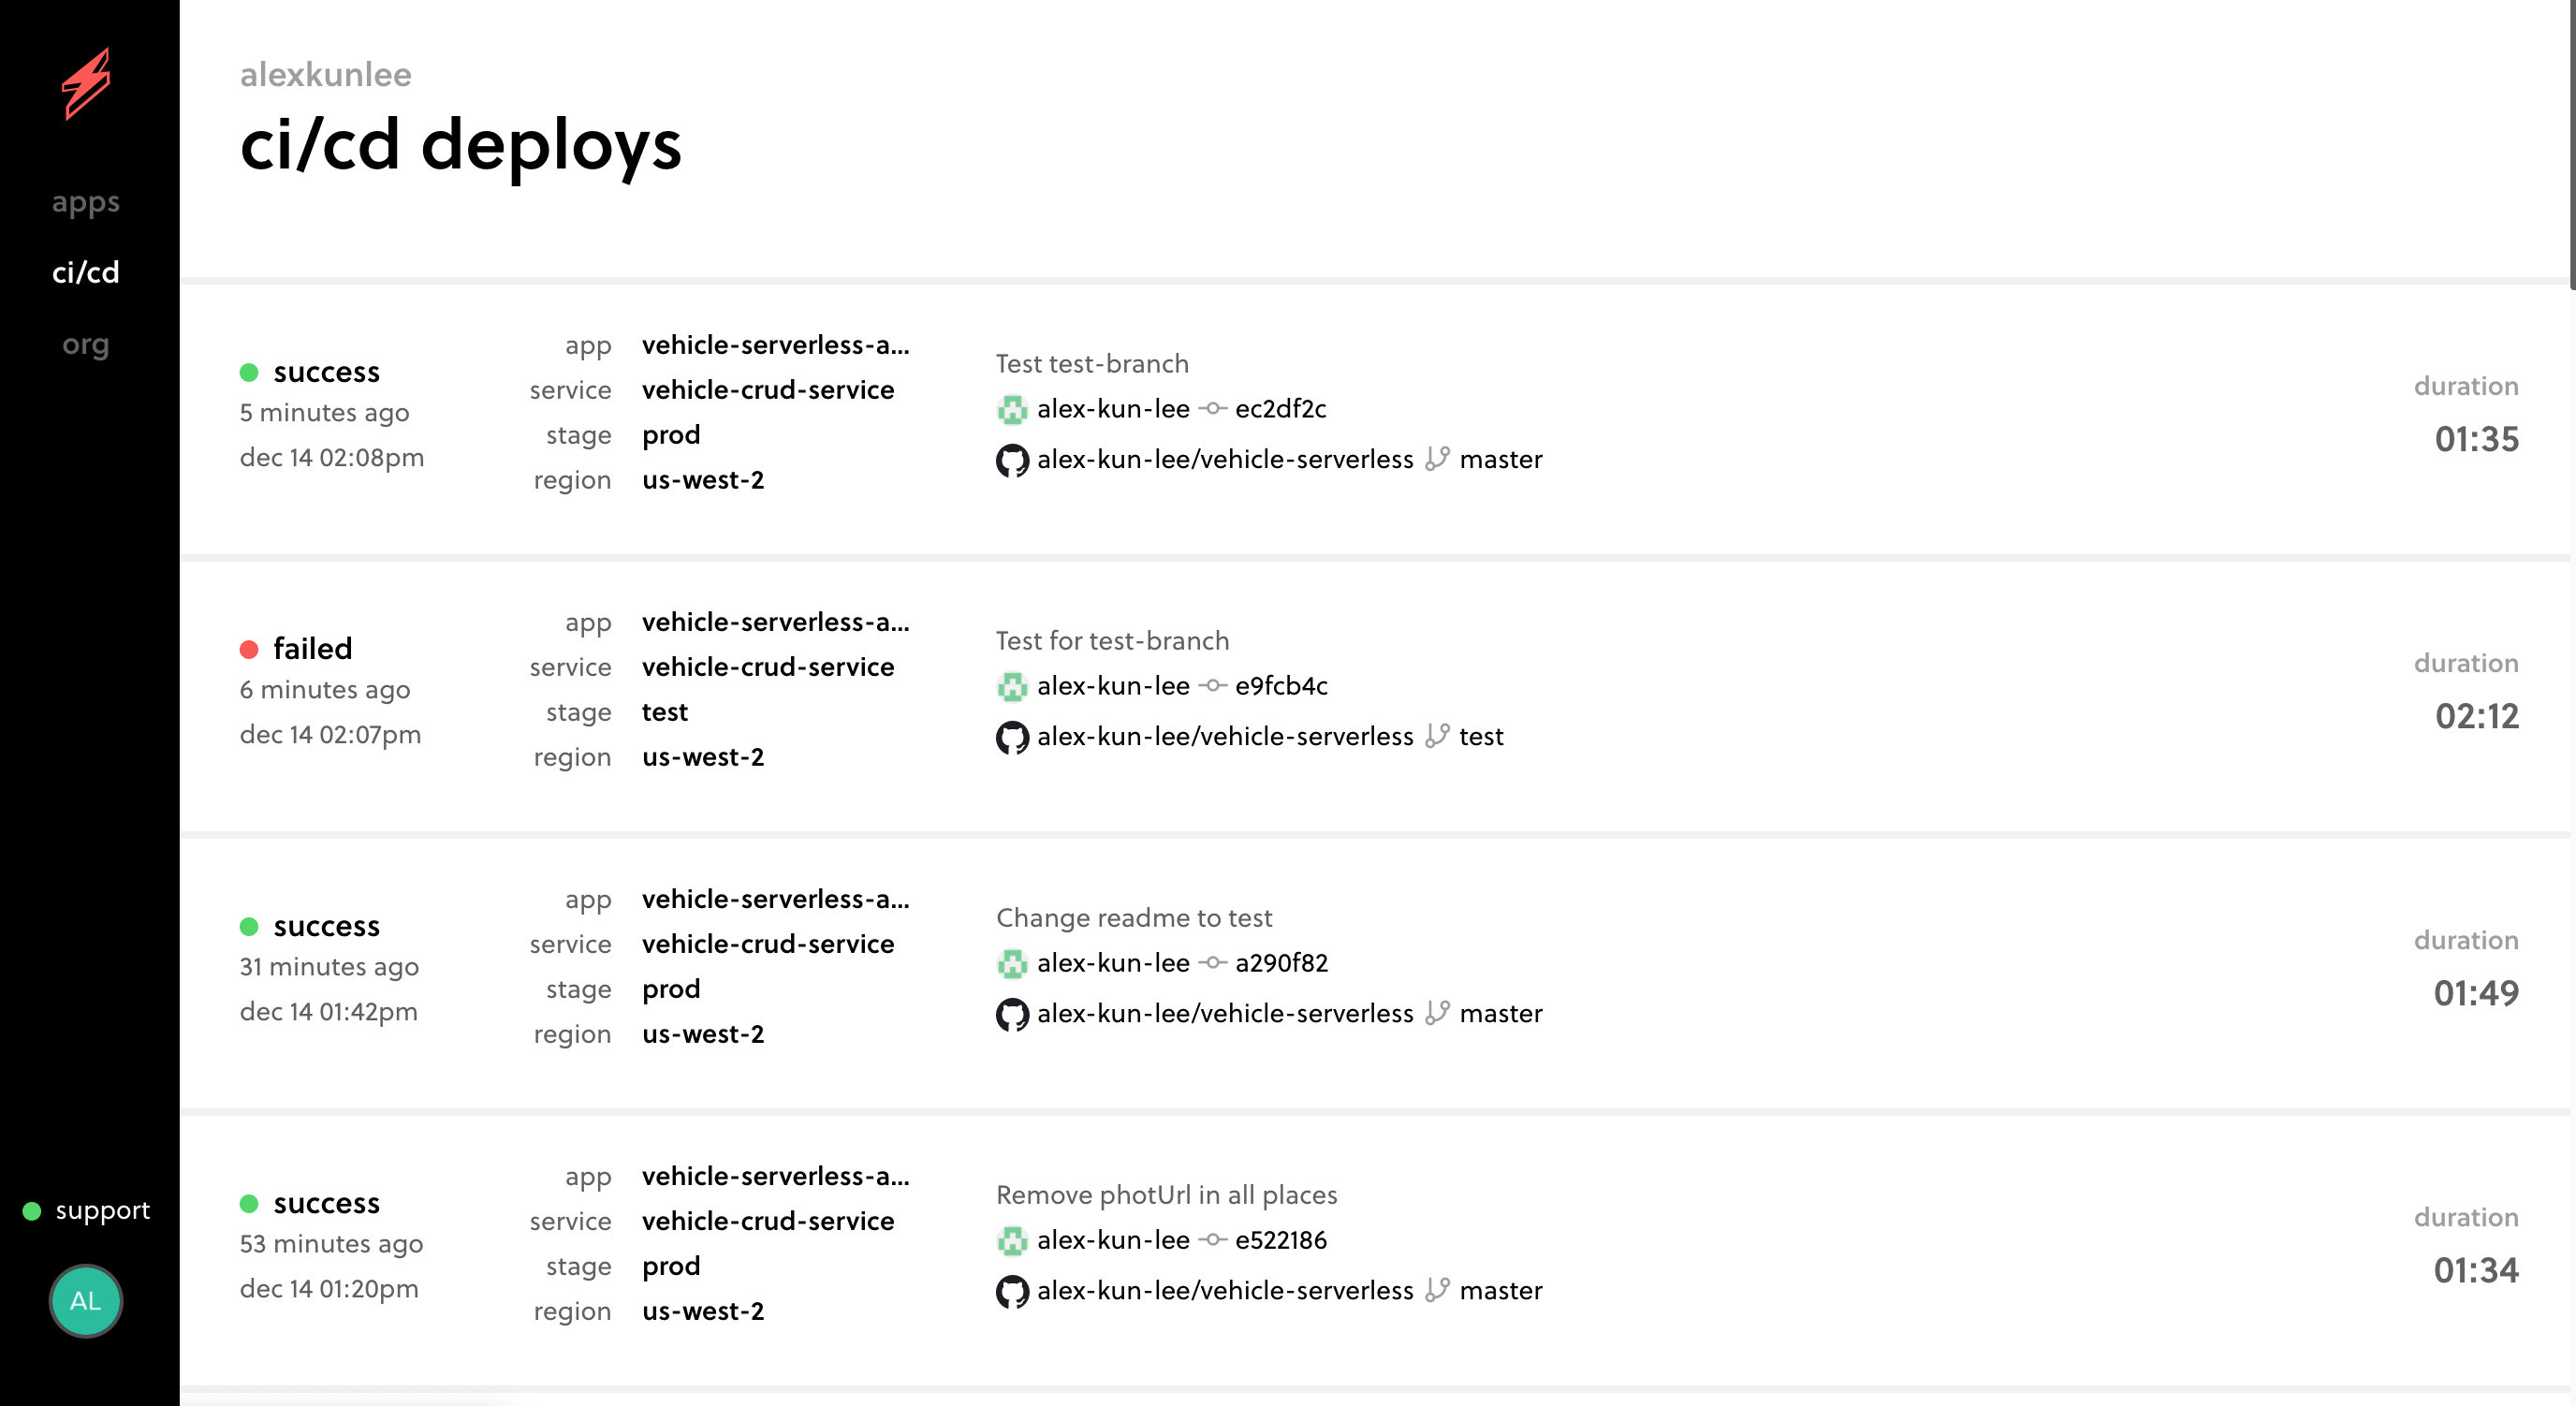 apps
ci/cd
org
support
AL
alexkunlee
ci/cd deploys
success
5 minutes ago
dec 14 02:08pm
app vehicle-serverless-a...
service vehicle-crud-service
stage prod
region us-west-2
Test test-branch
alex-kun-lee ec2df2c
alex-kun-lee/vehicle-serverless master
duration
01:35
failed
6 minutes ago
dec 14 02:07pm
app vehicle-serverless-a...
service vehicle-crud-service
stage test
region us-west-2
Test for test-branch
alex-kun-lee e9fcb4c
alex-kun-lee/vehicle-serverless test
duration
02:12
success
31 minutes ago
dec 14 01:42pm
app vehicle-serverless-a...
service vehicle-crud-service
stage prod
region us-west-2
Change readme to test
alex-kun-lee a290f82
alex-kun-lee/vehicle-serverless master
duration
01:49
success
53 minutes ago
dec 14 01:20pm
app vehicle-serverless-a...
service vehicle-crud-service
stage prod
region us-west-2
Remove photUrl in all places
alex-kun-lee e522186
alex-kun-lee/vehicle-serverless master
duration
01:34